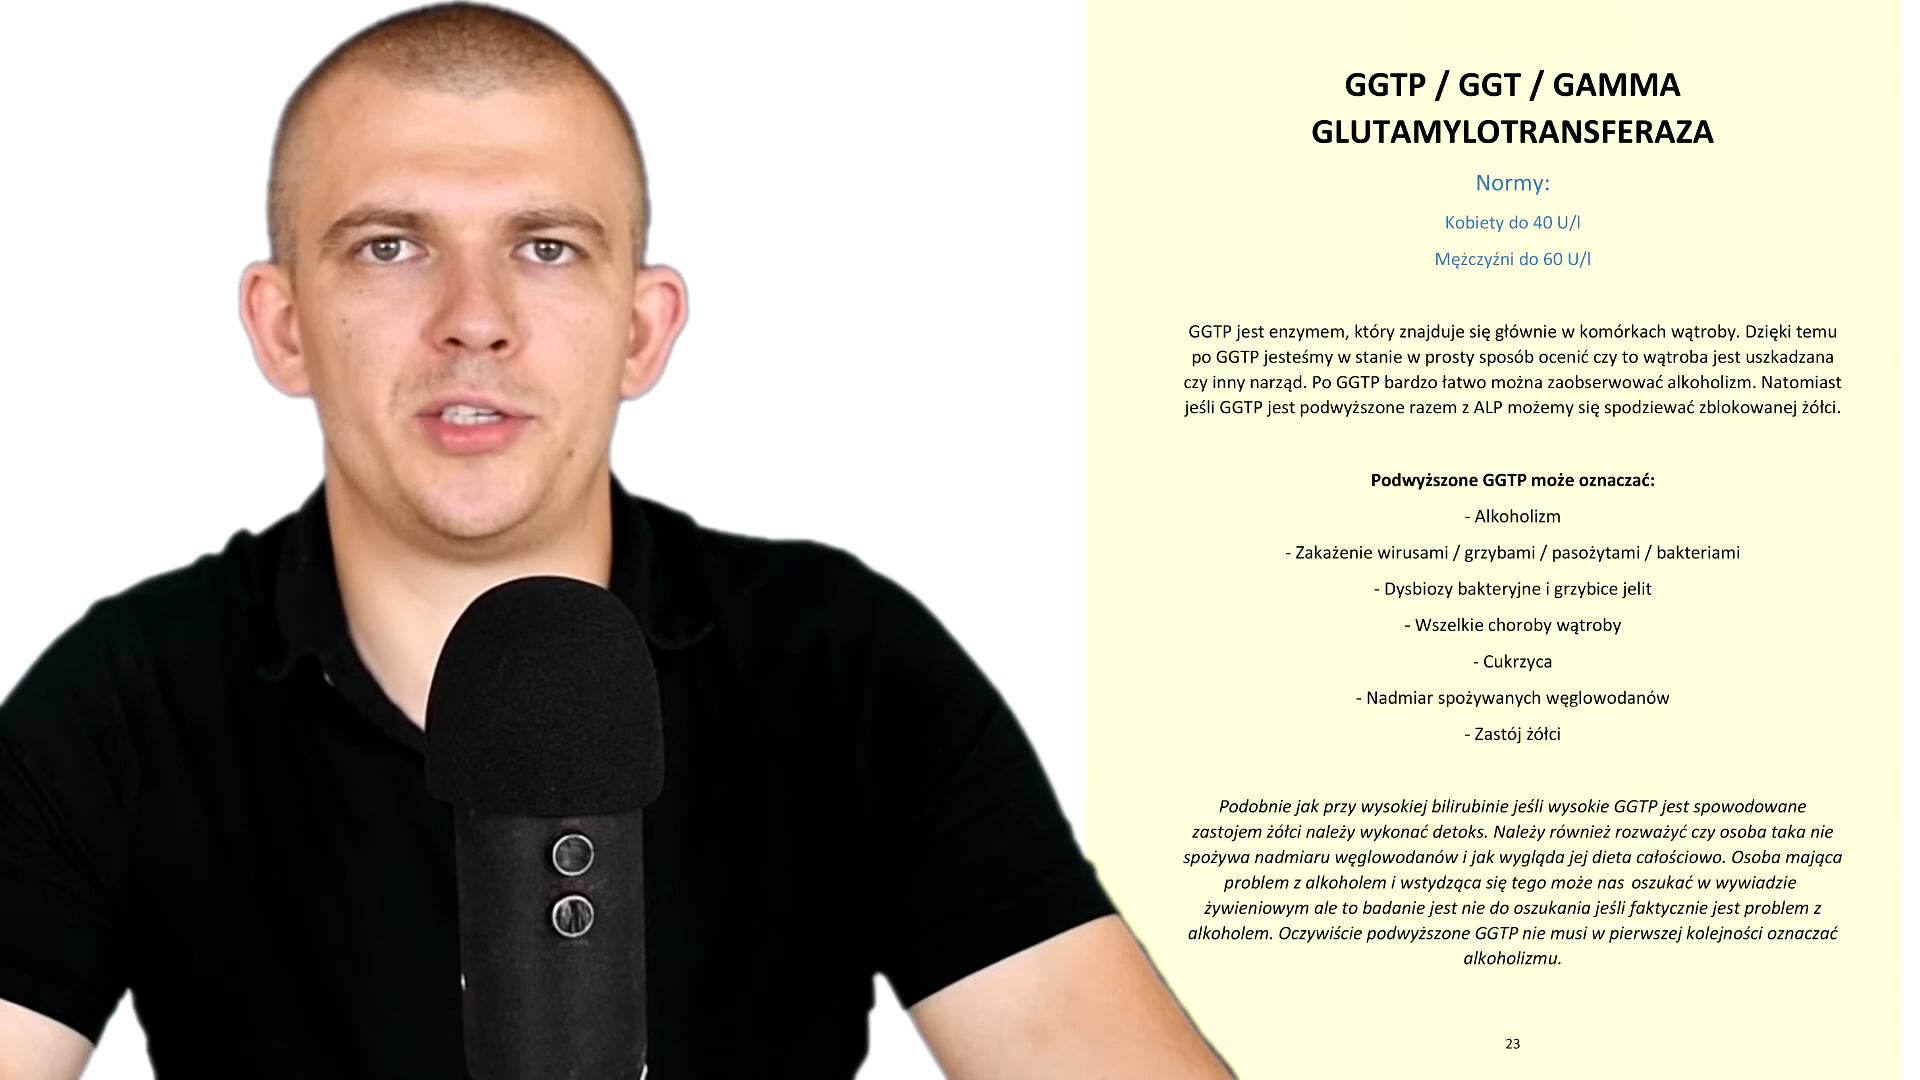 GGTP / GGT / GAMMA
GLUTAMYLOTRANSFERAZA
Normy:
Kobiety do 40 U/l
Mężczyźni do 60 U/l
GGTP jest enzymem, który znajduje się głównie w komórkach wątroby. Dzięki temu
po GGTP jesteśmy w stanie w prosty sposób ocenić czy to wątroba jest uszkadzana
czy inny narząd. Po GGTP bardzo łatwo można zaobserwować alkoholizm. Natomiast
jeśli GGTP jest podwyższone razem z ALP możemy się spodziewać zblokowanej żółci.
Podwyższone GGTP może oznaczać:
- Alkoholizm
- Zakażenie wirusami / grzybami / pasożytami / bakteriami
- Dysbiozy bakteryjne i grzybice jelit
- Wszelkie choroby wątroby
- Cukrzyca
- Nadmiar spożywanych węglowodanów
- Zastój żółci
Podobnie jak przy wysokiej bilirubinie jeśli wysokie GGTP jest spowodowane
zastojem żółci należy wykonać detoks. Należy również rozważyć czy osoba taka nie
spożywa nadmiaru węglowodanów i jak wygląda jej dieta całościowo. Osoba mająca
problem z alkoholem i wstydząca się tego może nas oszukać w wywiadzie
żywieniowym ale to badanie jest nie do oszukania jeśli faktycznie jest problem z
alkoholem. Oczywiście podwyższone GGTP nie musi w pierwszej kolejności oznaczać
alkoholizmu.
23